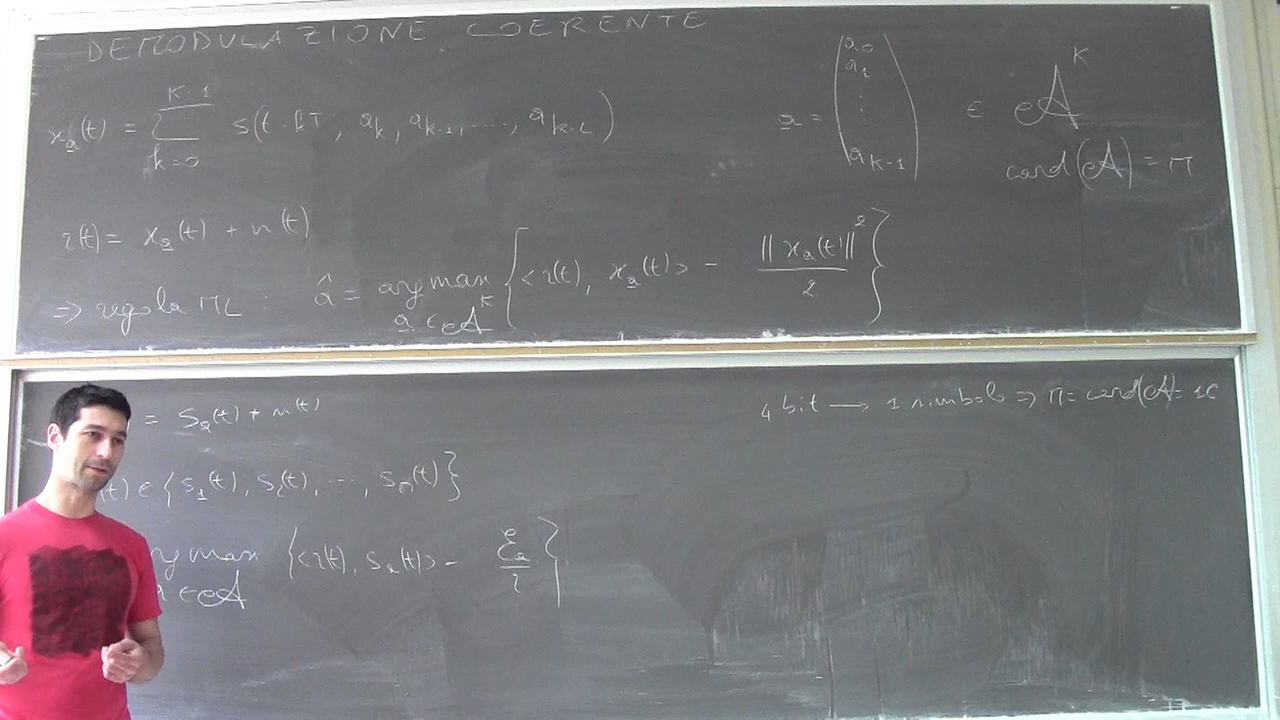 DEMODULAZIONE COERENTE
x_a(t) = Σ_{k=0}^{K-1} s(t-kT, a_k, a_{k-1}, ...., a_{k-L})
a = (a_0 a_1 ⋮ a_{K-1}) ∈ 𝒜^K
card(𝒜) = M
r(t) = x_a(t) + n(t)
⇒ regola ML : â = arg max_{a∈𝒜^K} {<r(t), x_a(t)> - ||x_a(t)||² / 2}
= s_a(t) + n(t)
4 bit → 1 simbolo ⇒ M = card(𝒜) = 16
(t) ∈ {s_1(t), s_2(t), ..., s_M(t)}
arg max_{a∈𝒜} {<r(t), s_a(t)> - ℰ_a / 2}